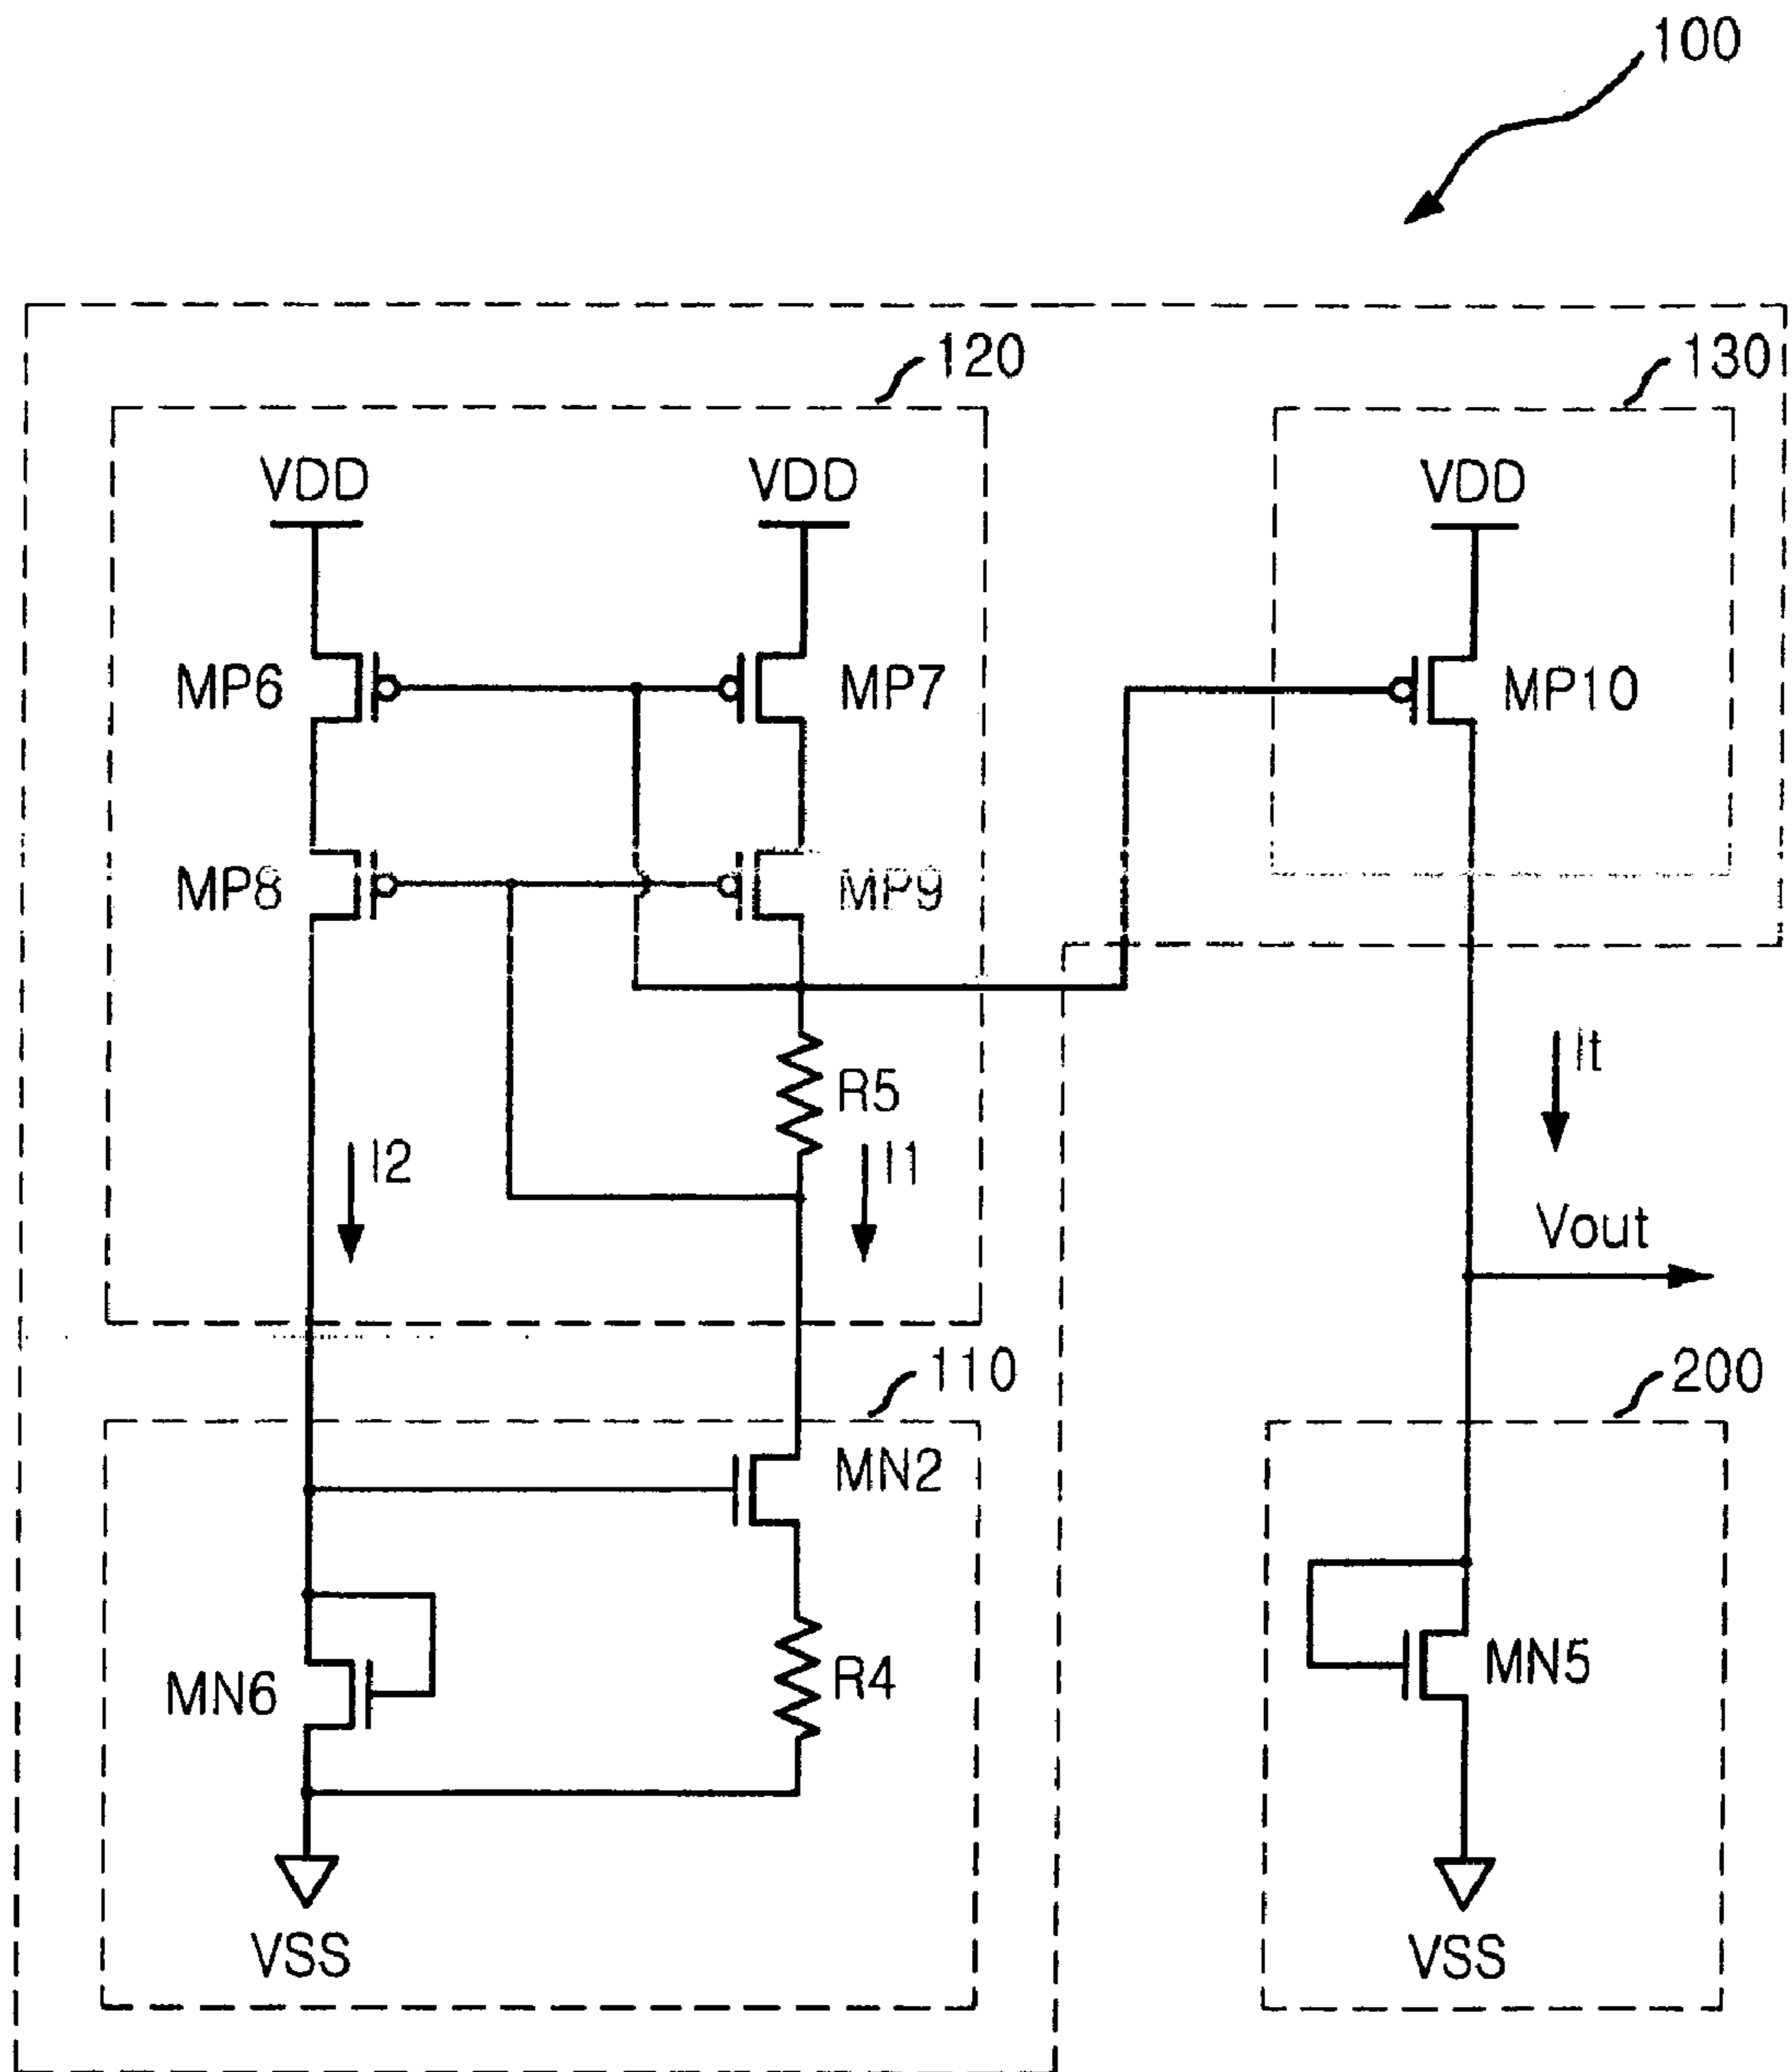 100
120
130
VDD
VDD
VDD
MP6
MP7
MP10
MP8
MP9
R5
It
I2
I1
Vout
110
200
MN2
MN6
R4
MN5
VSS
VSS